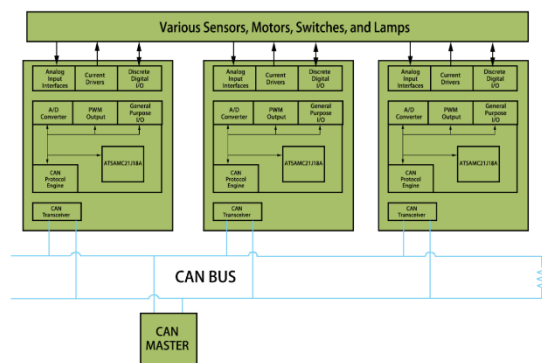 Various Sensors, Motors, Switches, and Lamps
Analog
Input
Interfaces
Current
Drivers
Discrete
Digital
I/O
A/D
Converter
PWM
Output
General
Purpose
I/O
ATSAMC21J18A
CAN
Protocol
Engine
CAN
Transceiver
Analog
Input
Interfaces
Current
Drivers
Discrete
Digital
I/O
A/D
Converter
PWM
Output
General
Purpose
I/O
ATSAMC21J18A
CAN
Protocol
Engine
CAN
Transceiver
Analog
Input
Interfaces
Current
Drivers
Discrete
Digital
I/O
A/D
Converter
PWM
Output
General
Purpose
I/O
ATSAMC21J18A
CAN
Protocol
Engine
CAN
Transceiver
CAN BUS
CAN
MASTER